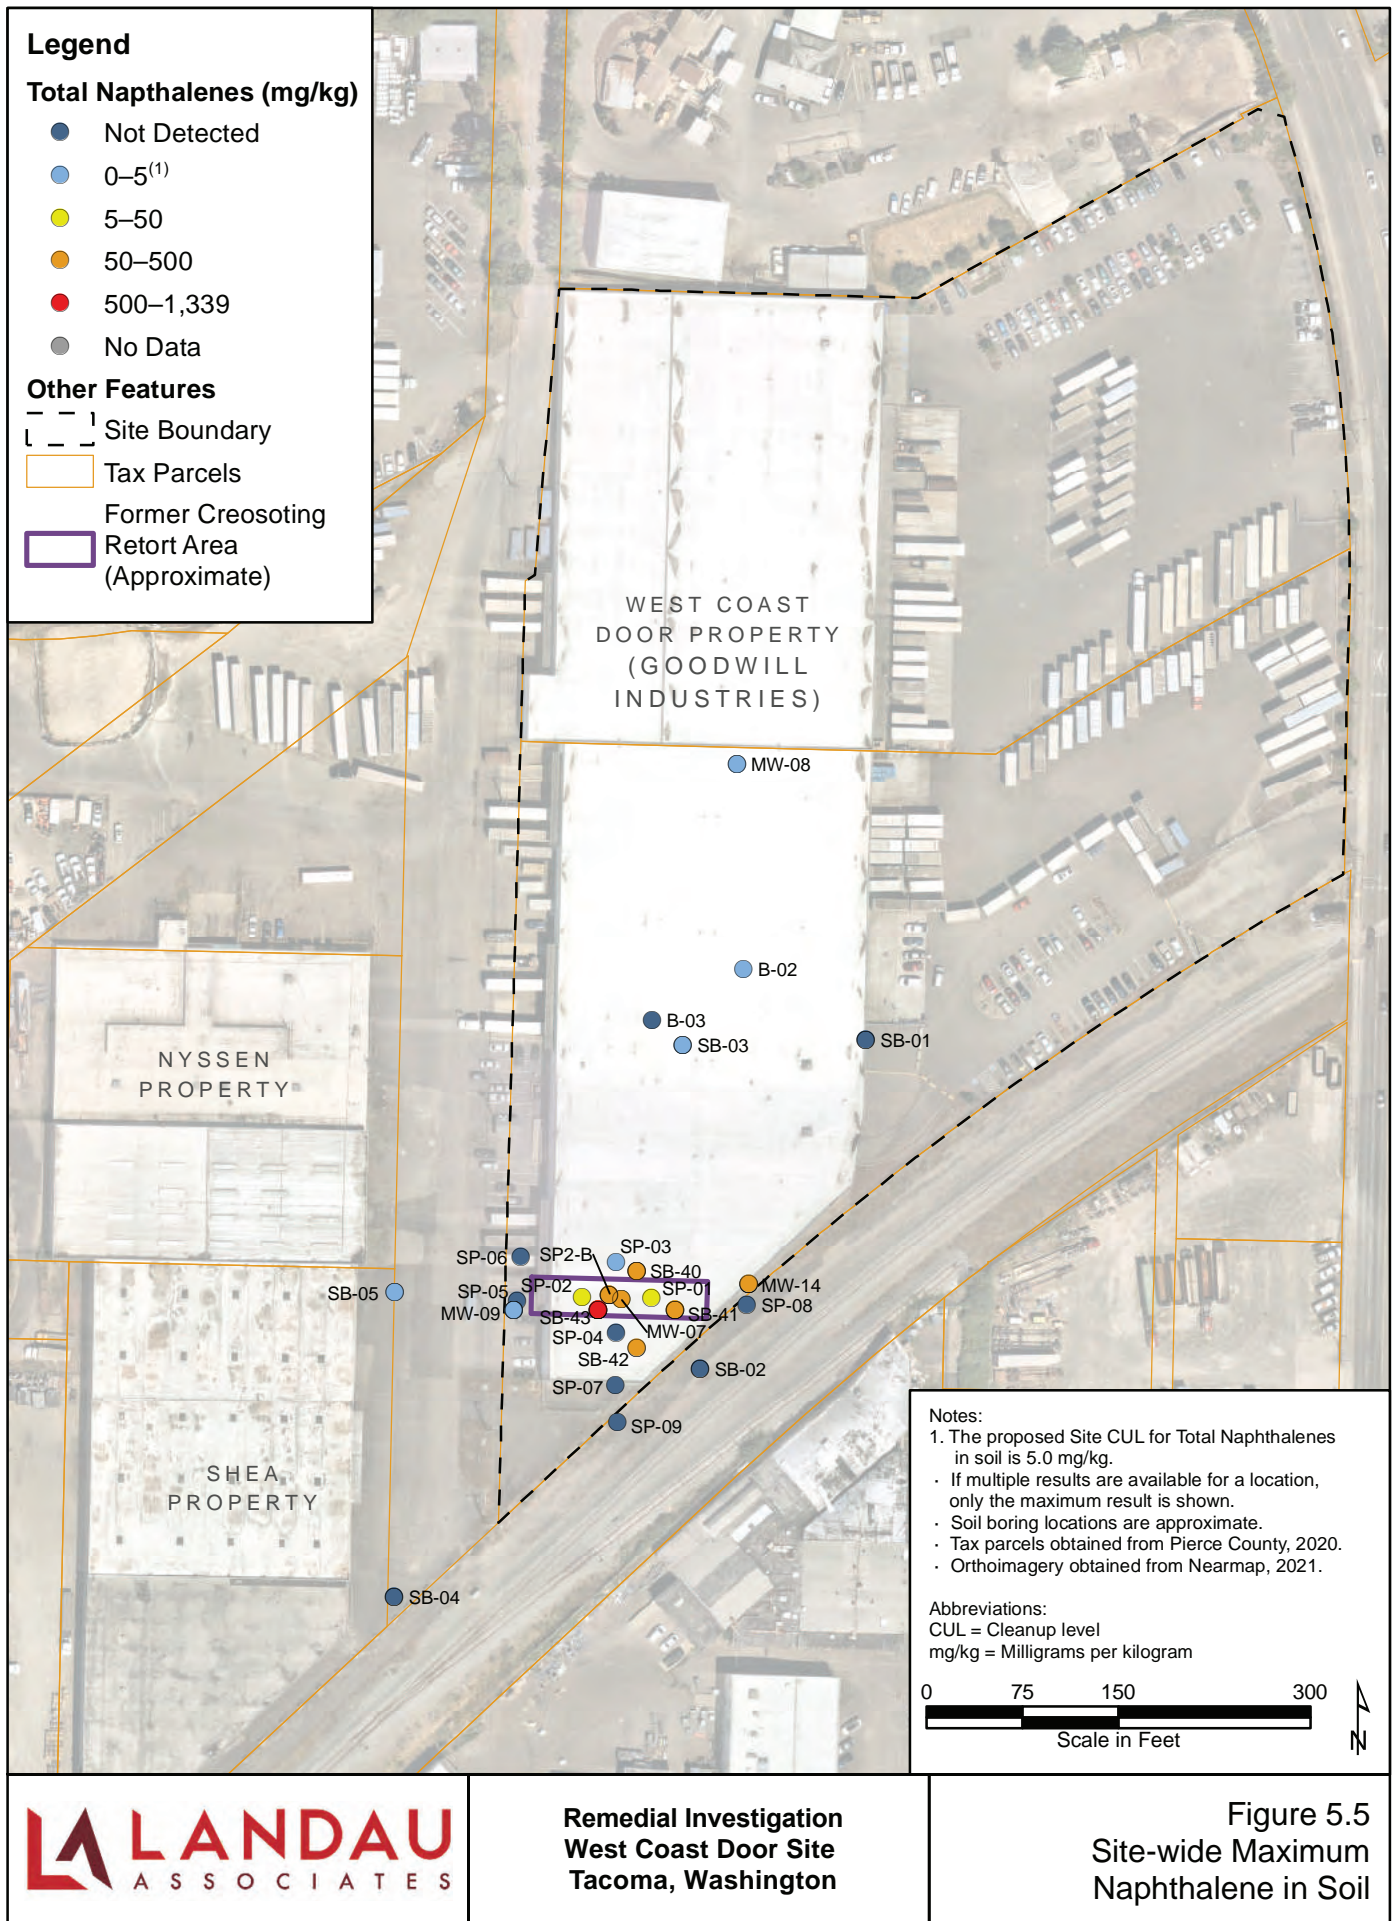 Legend
Total Napthalenes (mg/kg)
Not Detected
0–5(1)
5–50
50–500
500–1,339
No Data
Other Features
Site Boundary
Tax Parcels
Former Creosoting
Retort Area
(Approximate)
WEST COAST
DOOR PROPERTY
(GOODWILL
INDUSTRIES)
MW-08
B-02
B-03
SB-03
SB-01
NYSSEN
PROPERTY
SP-06
SP2-B
SP-03
SB-40
SB-05
SP-05
SP-02
SP-01
MW-14
MW-09
SB-43
SB-41
SP-08
SP-04
MW-07
SB-42
SB-02
SP-07
SP-09
SHEA
PROPERTY
SB-04
Notes:
1. The proposed Site CUL for Total Naphthalenes
in soil is 5.0 mg/kg.
· If multiple results are available for a location,
only the maximum result is shown.
· Soil boring locations are approximate.
· Tax parcels obtained from Pierce County, 2020.
· Orthoimagery obtained from Nearmap, 2021.
Abbreviations:
CUL = Cleanup level
mg/kg = Milligrams per kilogram
0 75 150 300
Scale in Feet
N
LA LANDAU
ASSOCIATES
Remedial Investigation
West Coast Door Site
Tacoma, Washington
Figure 5.5
Site-wide Maximum
Naphthalene in Soil